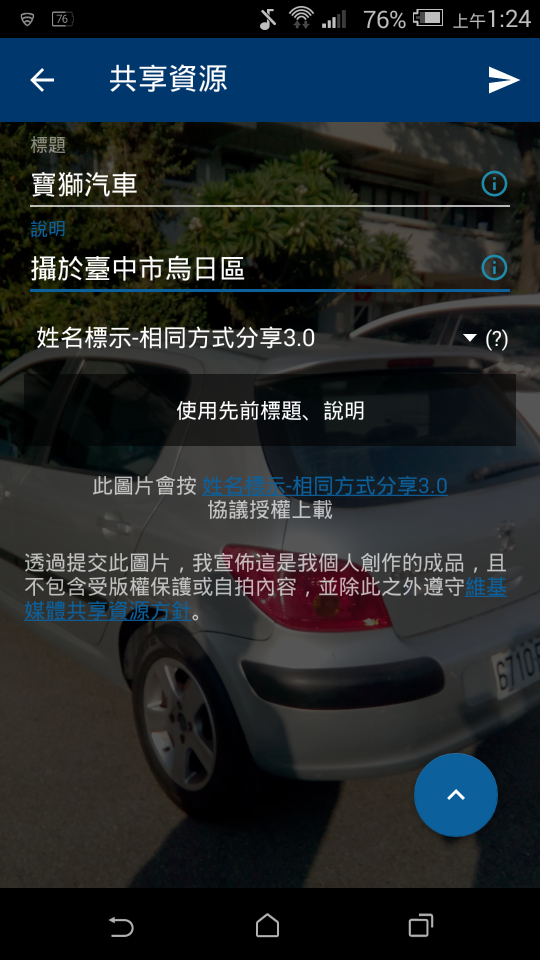 76
76%
上午1:24
共享資源
標題
寶獅汽車
說明
攝於臺中市烏日區
姓名標示-相同方式分享3.0
(?)
使用先前標題、說明
此圖片會按 姓名標示-相同方式分享3.0
協議授權上載
透過提交此圖片，我宣佈這是我個人創作的成品，且
不包含受版權保護或自拍內容，並除此之外遵守維基
媒體共享資源方針。